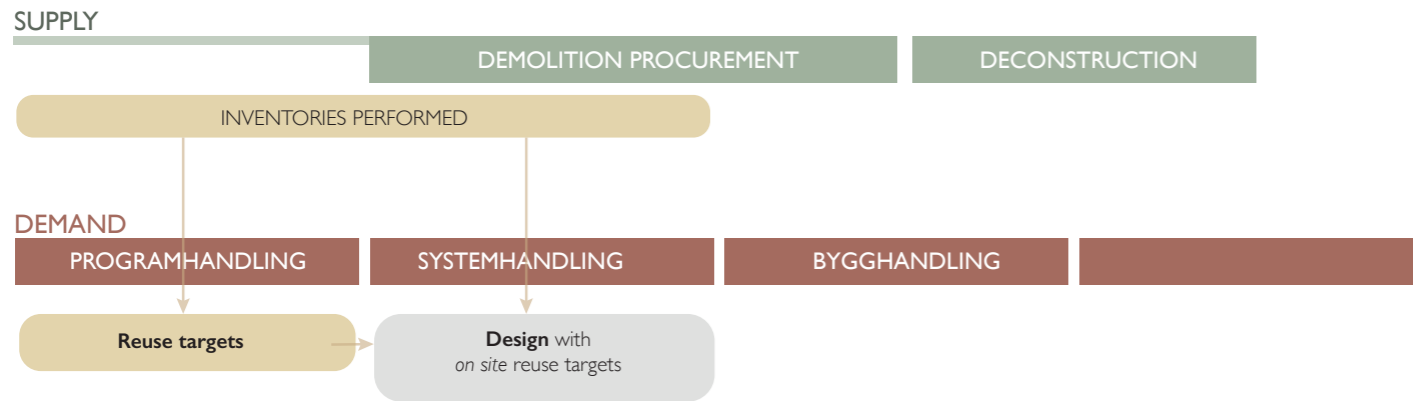 SUPPLY
DEMOLITION PROCUREMENT
DECONSTRUCTION
INVENTORIES PERFORMED
DEMAND
PROGRAMHANDLING
SYSTEMHANDLING
BYGGHANDLING
Reuse targets
Design with
on site reuse targets